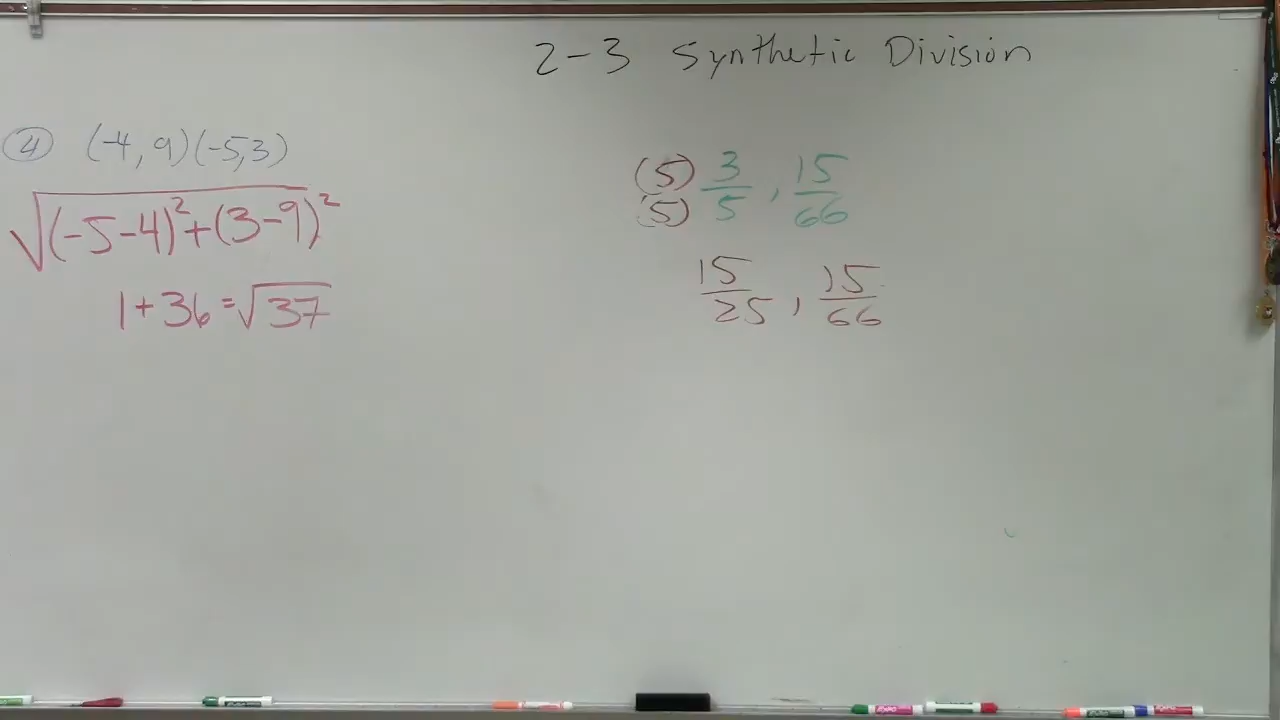 2-3 Synthetic Division
④ (-4, 9)(-5,3)
√(-5-4)²+(3-9)²
1+36=√37
(5)/(5) 3/5 , 15/66
15/25 , 15/66